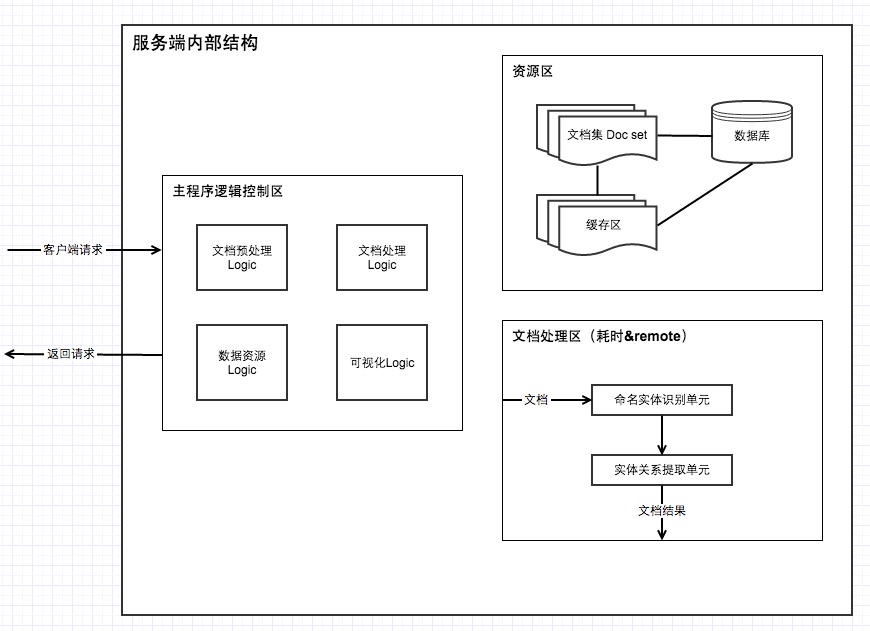 服务端内部结构
资源区
文档集 Doc set
数据库
缓存区
主程序逻辑控制区
文档预处理
Logic
文档处理
Logic
数据资源
Logic
可视化Logic
客户端请求
返回请求
文档处理区（耗时&remote）
文档
命名实体识别单元
实体关系提取单元
文档结果